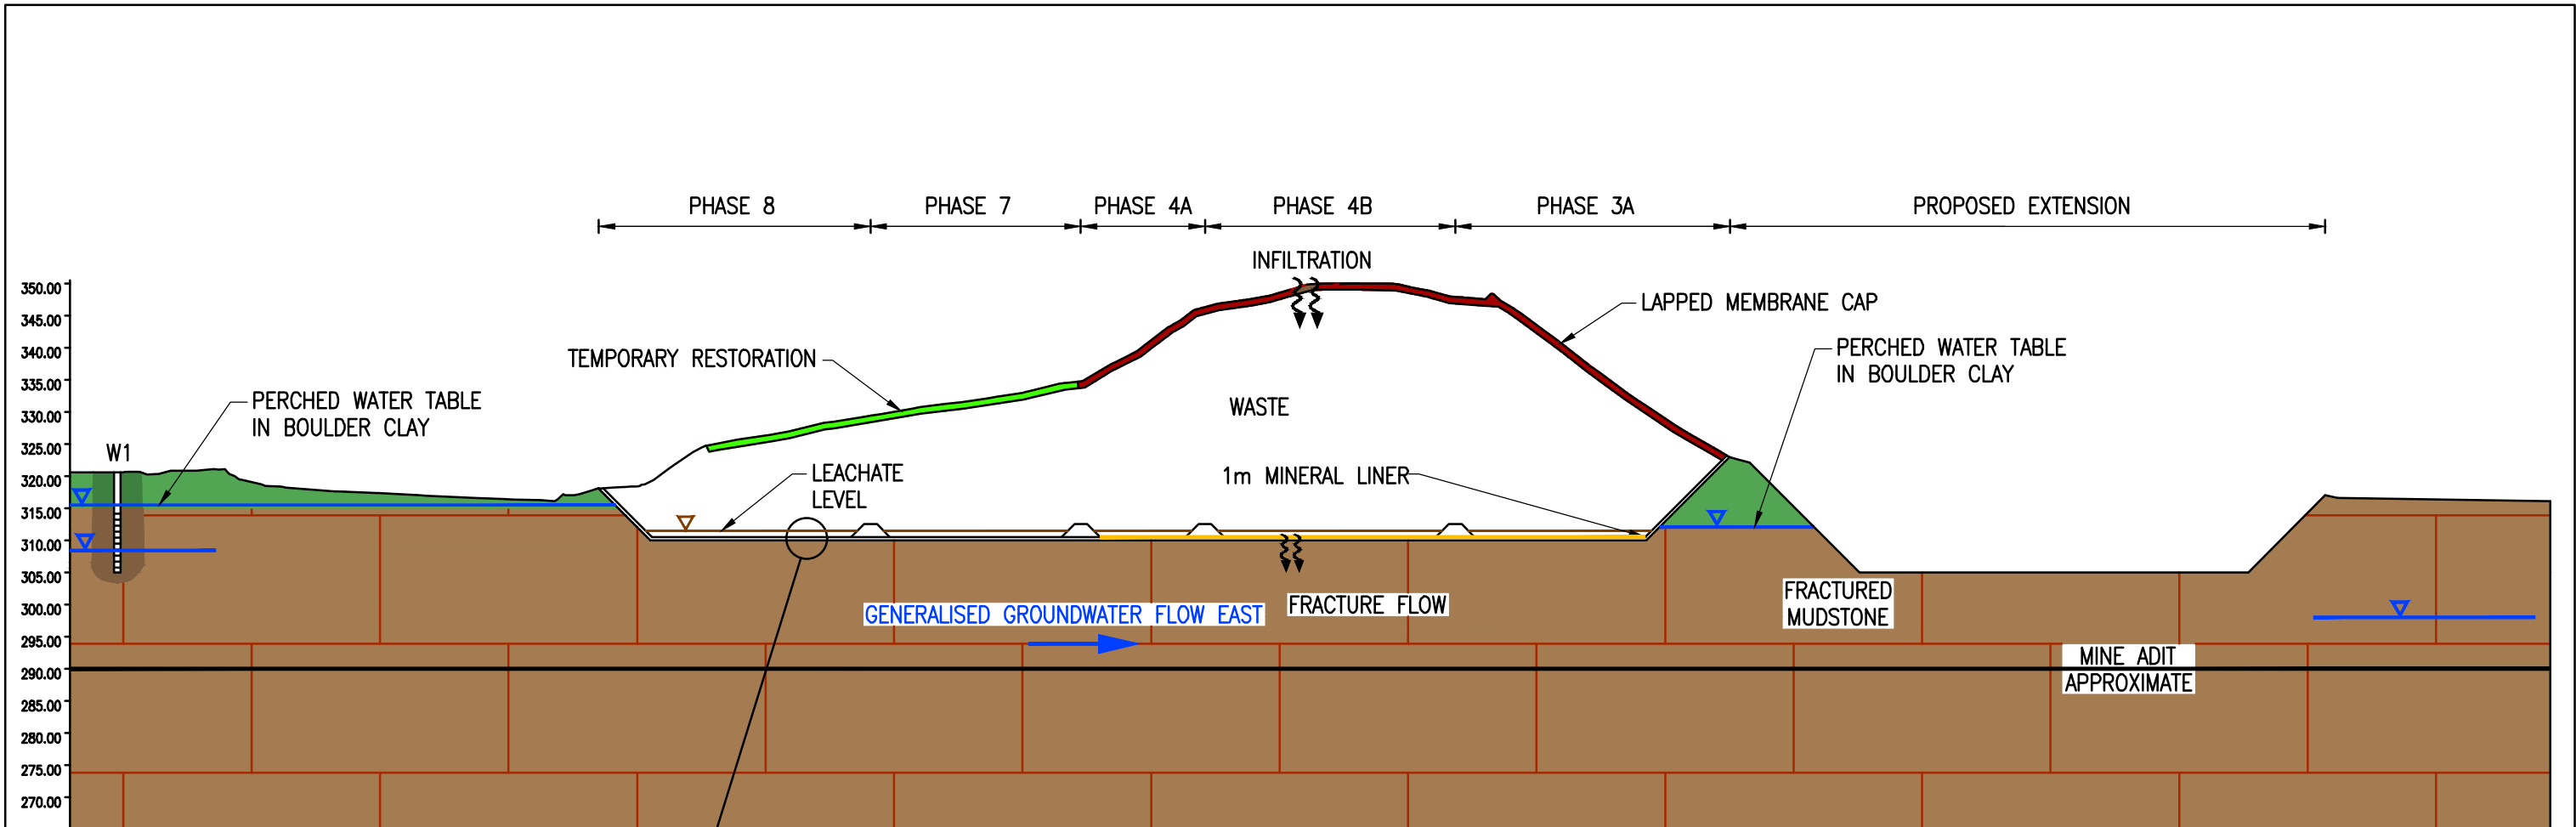 PHASE 8
PHASE 7
PHASE 4A
PHASE 4B
PHASE 3A
PROPOSED EXTENSION
INFILTRATION
350.00
345.00
340.00
335.00
330.00
325.00
320.00
315.00
310.00
305.00
300.00
295.00
290.00
285.00
280.00
275.00
270.00
LAPPED MEMBRANE CAP
TEMPORARY RESTORATION
PERCHED WATER TABLE
IN BOULDER CLAY
PERCHED WATER TABLE
IN BOULDER CLAY
W1
WASTE
LEACHATE
LEVEL
1m MINERAL LINER
FRACTURED
MUDSTONE
FRACTURE FLOW
GENERALISED GROUNDWATER FLOW EAST
MINE ADIT
APPROXIMATE